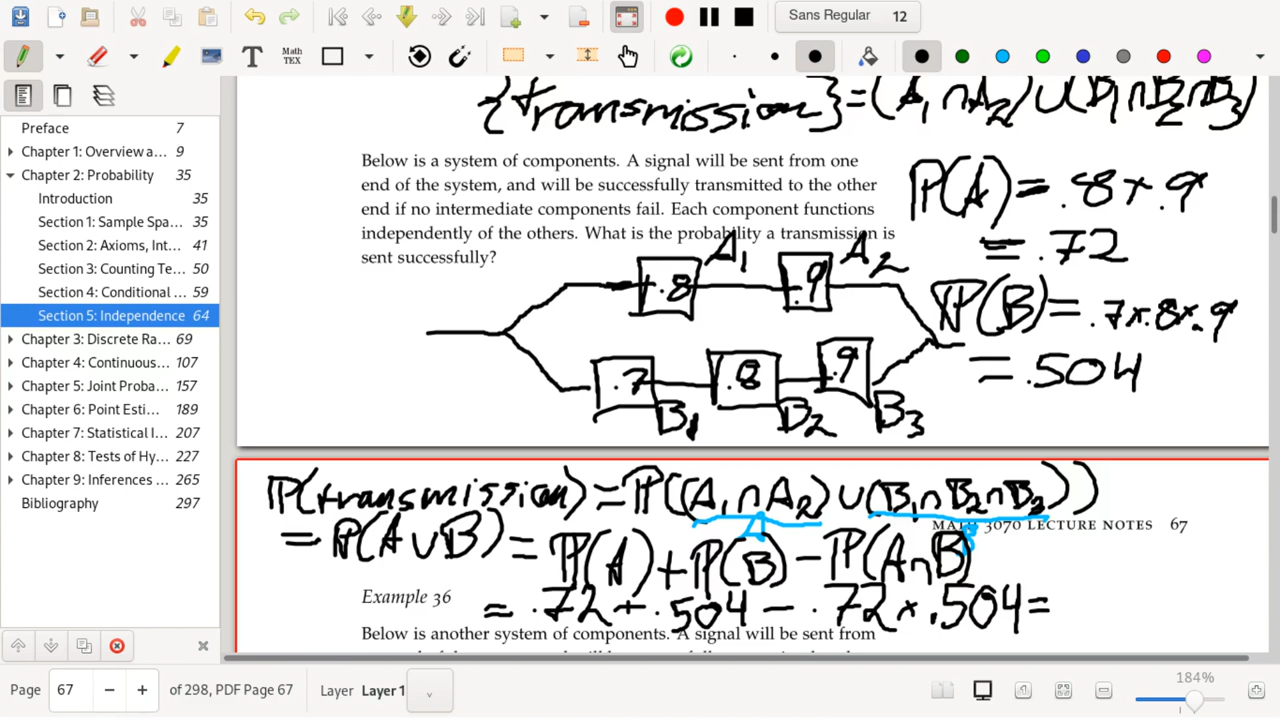 Sans Regular 12
T Math TEX
Preface 7
Chapter 1: Overview a... 9
Chapter 2: Probability 35
Introduction 35
Section 1: Sample Spa... 35
Section 2: Axioms, Int... 41
Section 3: Counting Te... 50
Section 4: Conditional ... 59
Section 5: Independence 64
Chapter 3: Discrete Ra... 69
Chapter 4: Continuous... 107
Chapter 5: Joint Proba... 157
Chapter 6: Point Esti... 189
Chapter 7: Statistical I... 207
Chapter 8: Tests of Hy... 227
Chapter 9: Inferences ... 265
Bibliography 297
{transmission}=(A₁∩A₂)∪(B₁∩B₂∩B₃)
Below is a system of components. A signal will be sent from one
end of the system, and will be successfully transmitted to the other
end if no intermediate components fail. Each component functions
independently of the others. What is the probability a transmission is
sent successfully?
ℙ(A)=.8×.9
=.72
ℙ(B)=.7×.8×.9
=.504
A₁ A₂
.8 .9
.7 .8 .9
B₁ B₂ B₃
ℙ(transmission)=ℙ((A₁∩A₂)∪(B₁∩B₂∩B₃))
A B
MATH 3070 LECTURE NOTES 67
=ℙ(A∪B)=ℙ(A)+ℙ(B)-ℙ(A∩B)
Example 36
=.72+.504-.72×.504=
Below is another system of components. A signal will be sent from
Page 67 of 298, PDF Page 67
Layer Layer 1
184%